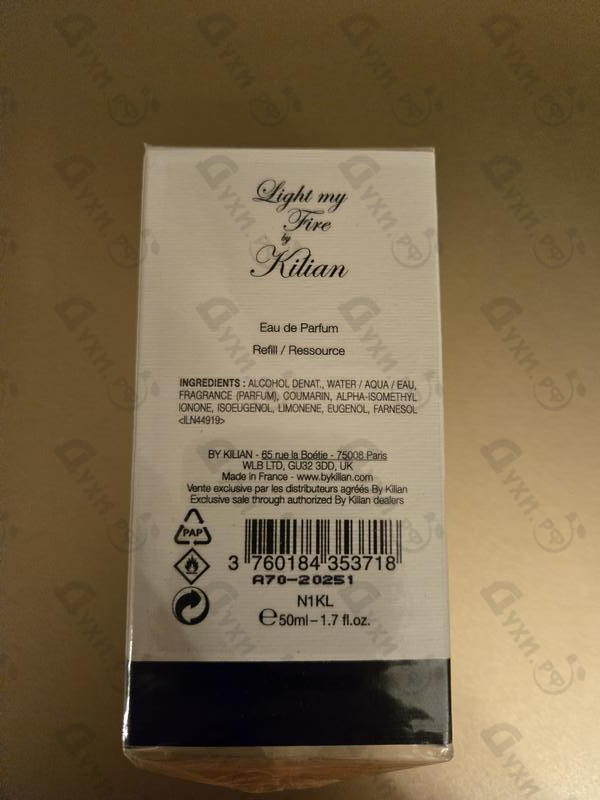 Light my
Fire
by
Kilian
Eau de Parfum
Refill / Ressource
INGREDIENTS : ALCOHOL DENAT., WATER / AQUA / EAU,
FRAGRANCE (PARFUM), COUMARIN, ALPHA-ISOMETHYL
IONONE, ISOEUGENOL, LIMONENE, EUGENOL, FARNESOL
<ILN44919>
BY KILIAN - 65 rue la Boétie - 75008 Paris
WLB LTD, GU32 3DD, UK
Made in France - www.bykilian.com
Vente exclusive par les distributeurs agréés By Kilian
Exclusive sale through authorized By Kilian dealers
PAP
3 760184 353718
A70-20251
N1KL
℮50ml – 1.7 fl.oz.
Духи.рф